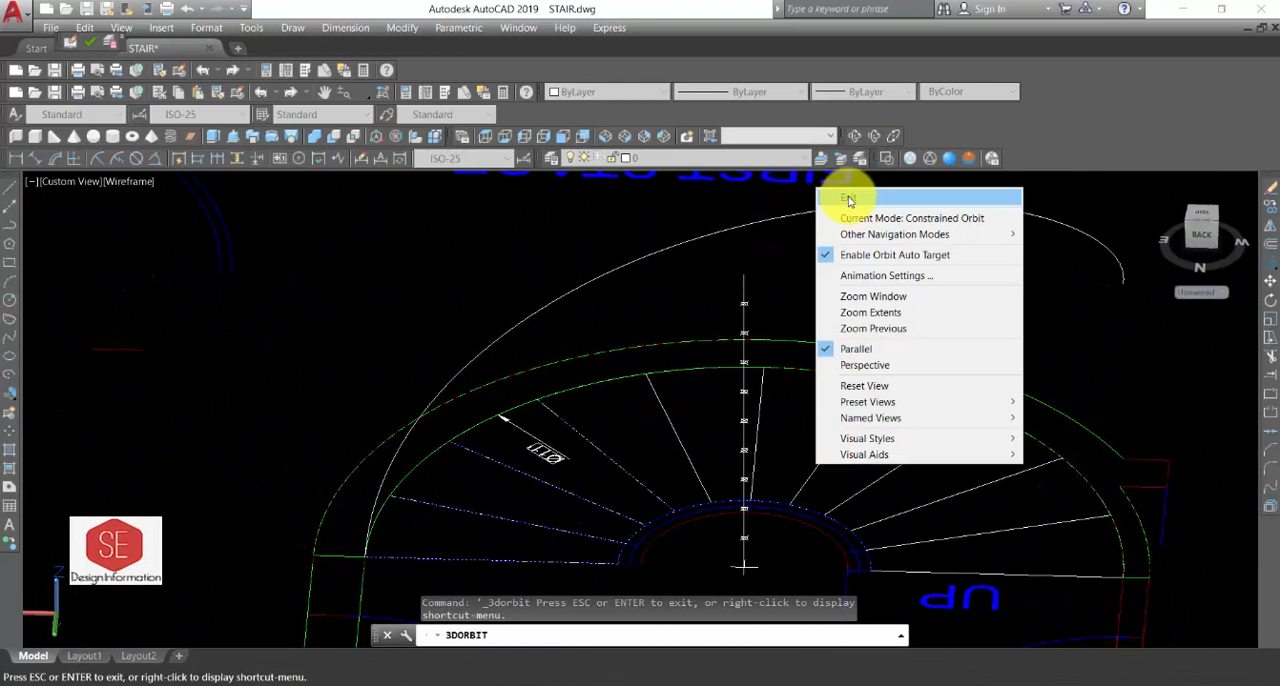 Autodesk AutoCAD 2019 STAIR.dwg
Type a keyword or phrase
Sign In
File Edit View Insert Format Tools Draw Dimension Modify Parametric Window Help Express
Start STAIR*
ByLayer ByLayer ByLayer ByColor
Standard ISO-25 Standard Standard
ISO-25 0
[−][Custom View][Wireframe]
FIRST STAGE
Exit
Current Mode: Constrained Orbit
Other Navigation Modes
Enable Orbit Auto Target
Animation Settings ...
Zoom Window
Zoom Extents
Zoom Previous
Parallel
Perspective
Reset View
Preset Views
Named Views
Visual Styles
Visual Aids
TOP
BACK
W
N
Unnamed
UP
SE
Design Information
Z
Command: '_3dorbit Press ESC or ENTER to exit, or right-click to display
shortcut-menu.
3DORBIT
Model Layout1 Layout2
Press ESC or ENTER to exit, or right-click to display shortcut-menu.